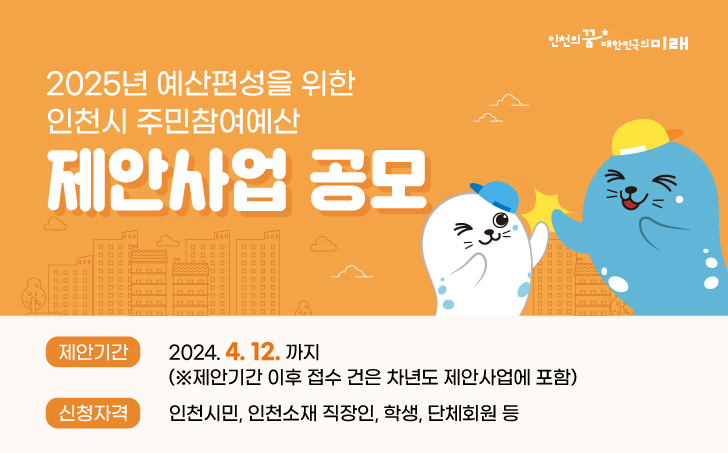 인천의 꿈 대한민국의 미래
2025년 예산편성을 위한
인천시 주민참여예산
제안사업 공모
제안기간
2024. 4. 12. 까지
(※제안기간 이후 접수 건은 차년도 제안사업에 포함)
신청자격
인천시민, 인천소재 직장인, 학생, 단체회원 등